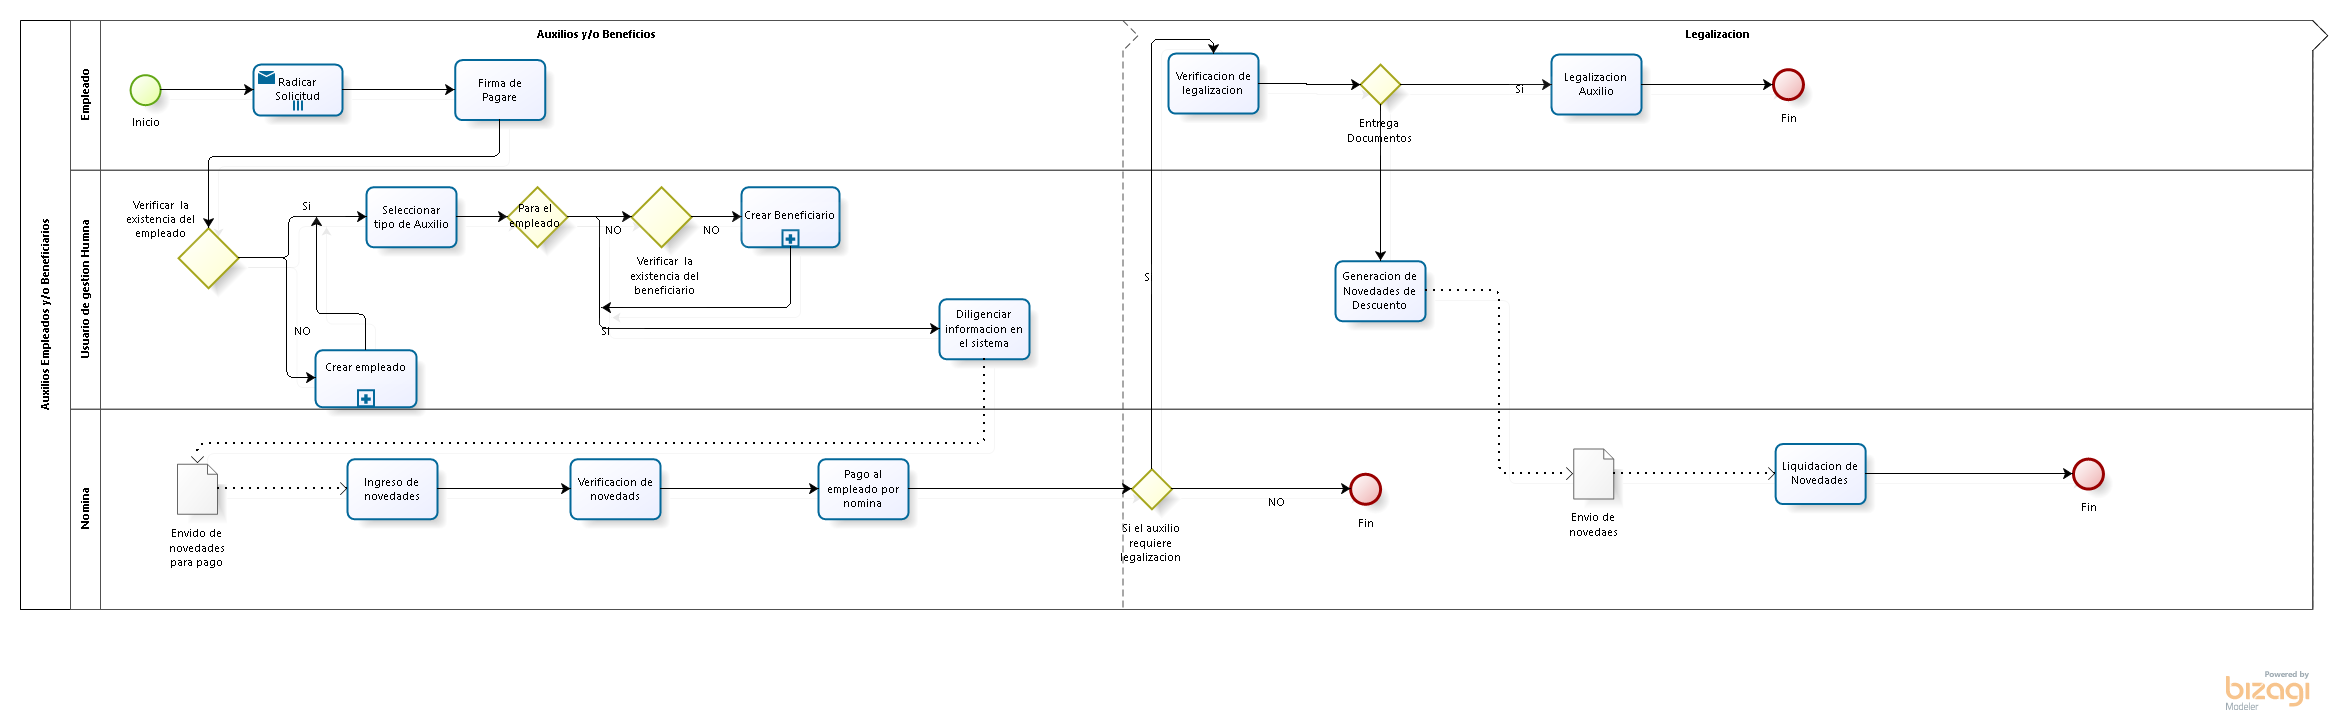 Auxilios y/o Beneficios
Legalizacion
Auxilios Empleados y/o Beneficiarios
Empleado
Inicio
Radicar
Solicitud
Firma de
Pagare
Verificacion de
legalizacion
Entrega
Documentos
Si
Legalizacion
Auxilio
Fin
Usuario de gestion Humna
Verificar la
existencia del
empleado
Si
NO
Crear empleado
Seleccionar
tipo de Auxilio
Para el
empleado
NO
SI
Verificar la
existencia del
beneficiario
NO
Crear Beneficiario
Diligenciar
informacion en
el sistema
S
Generacion de
Novedades de
Descuento
Nomina
Envido de
novedades
para pago
Ingreso de
novedades
Verificacion de
novedads
Pago al
empleado por
nomina
Si el auxilio
requiere
legalizacion
NO
Fin
Envio de
novedaes
Liquidacion de
Novedades
Fin
Powered by
bizagi
Modeler